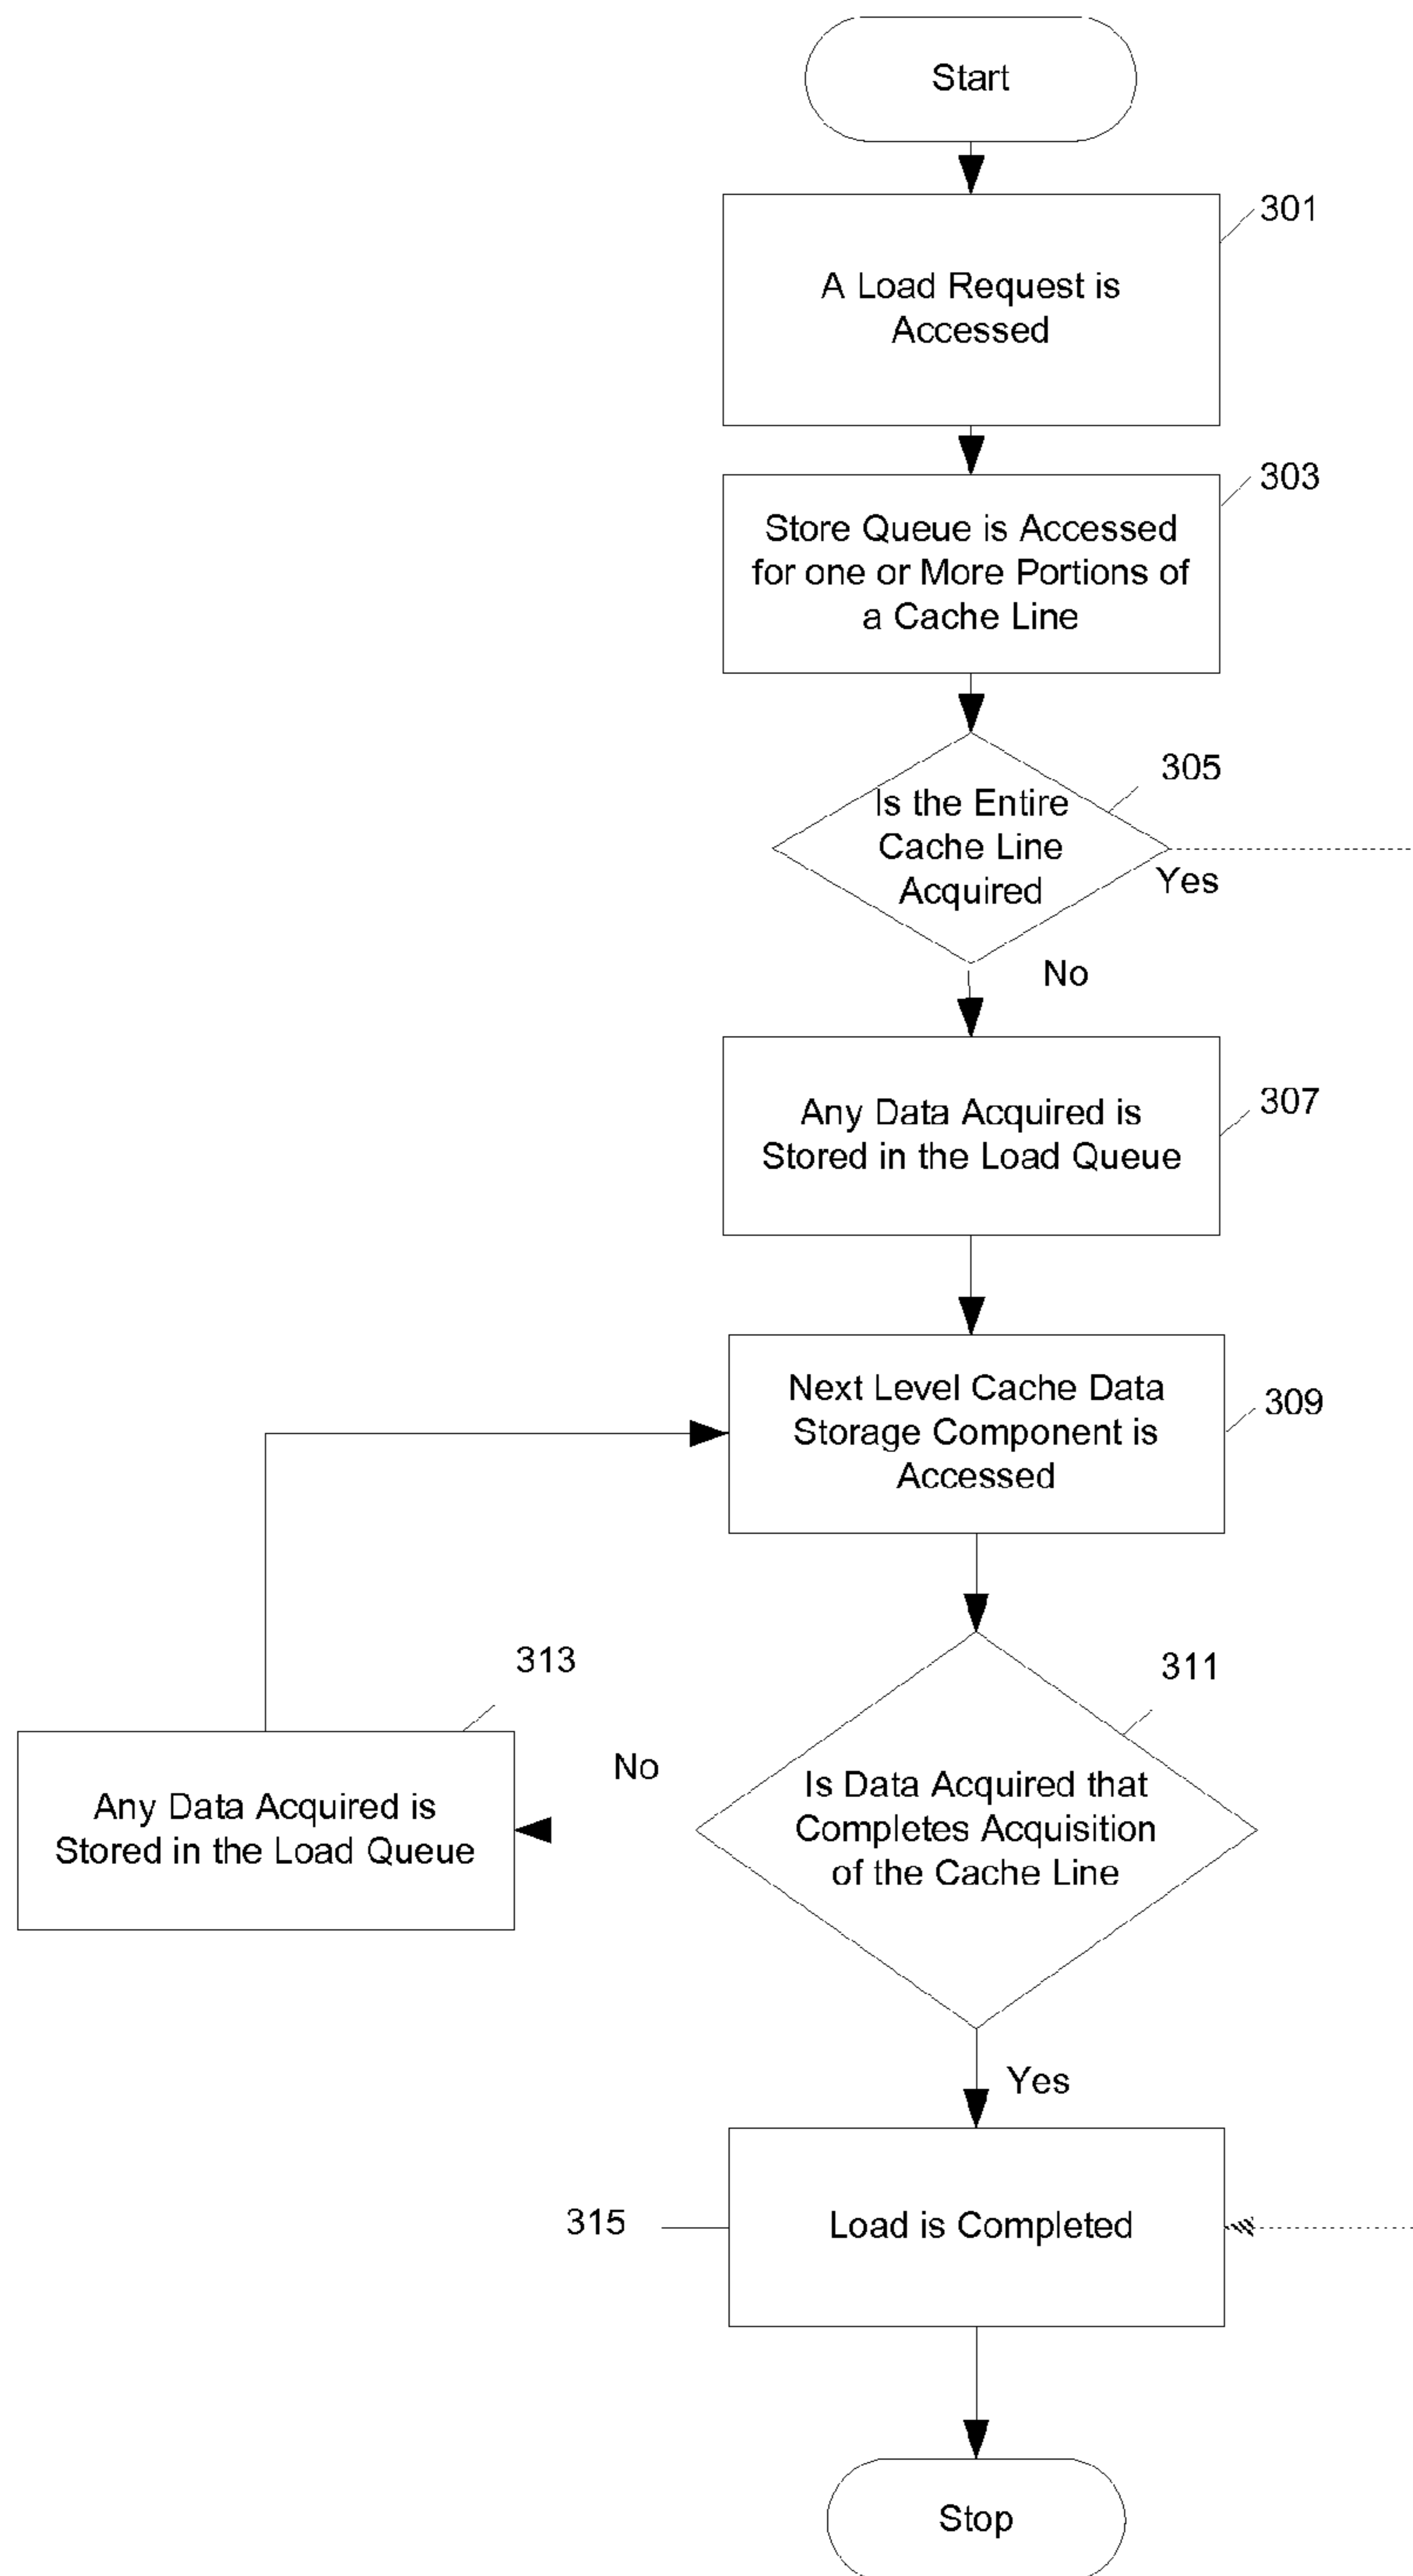 Start
301
A Load Request is
Accessed
303
Store Queue is Accessed
for one or More Portions of
a Cache Line
305
Is the Entire
Cache Line
Acquired
Yes
No
307
Any Data Acquired is
Stored in the Load Queue
309
Next Level Cache Data
Storage Component is
Accessed
313
311
No
Any Data Acquired is
Stored in the Load Queue
Is Data Acquired that
Completes Acquisition
of the Cache Line
Yes
315
Load is Completed
Stop